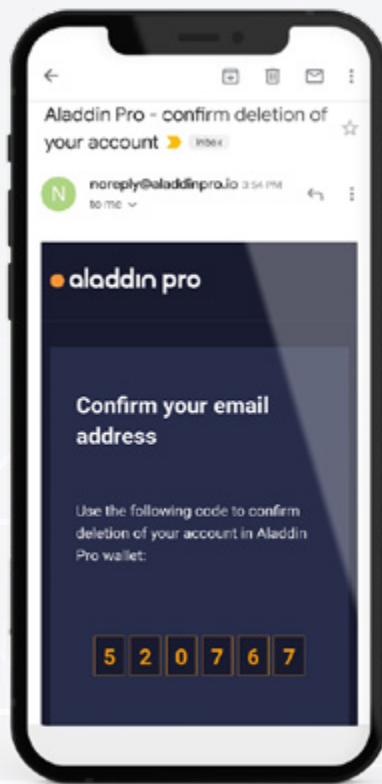 Aladdin Pro - confirm deletion of
your account Inbox
N
noreply@aladdinpro.io 3:54 PM
to me
aladdin pro
Confirm your email
address
Use the following code to confirm
deletion of your account in Aladdin
Pro wallet:
5 2 0 7 6 7